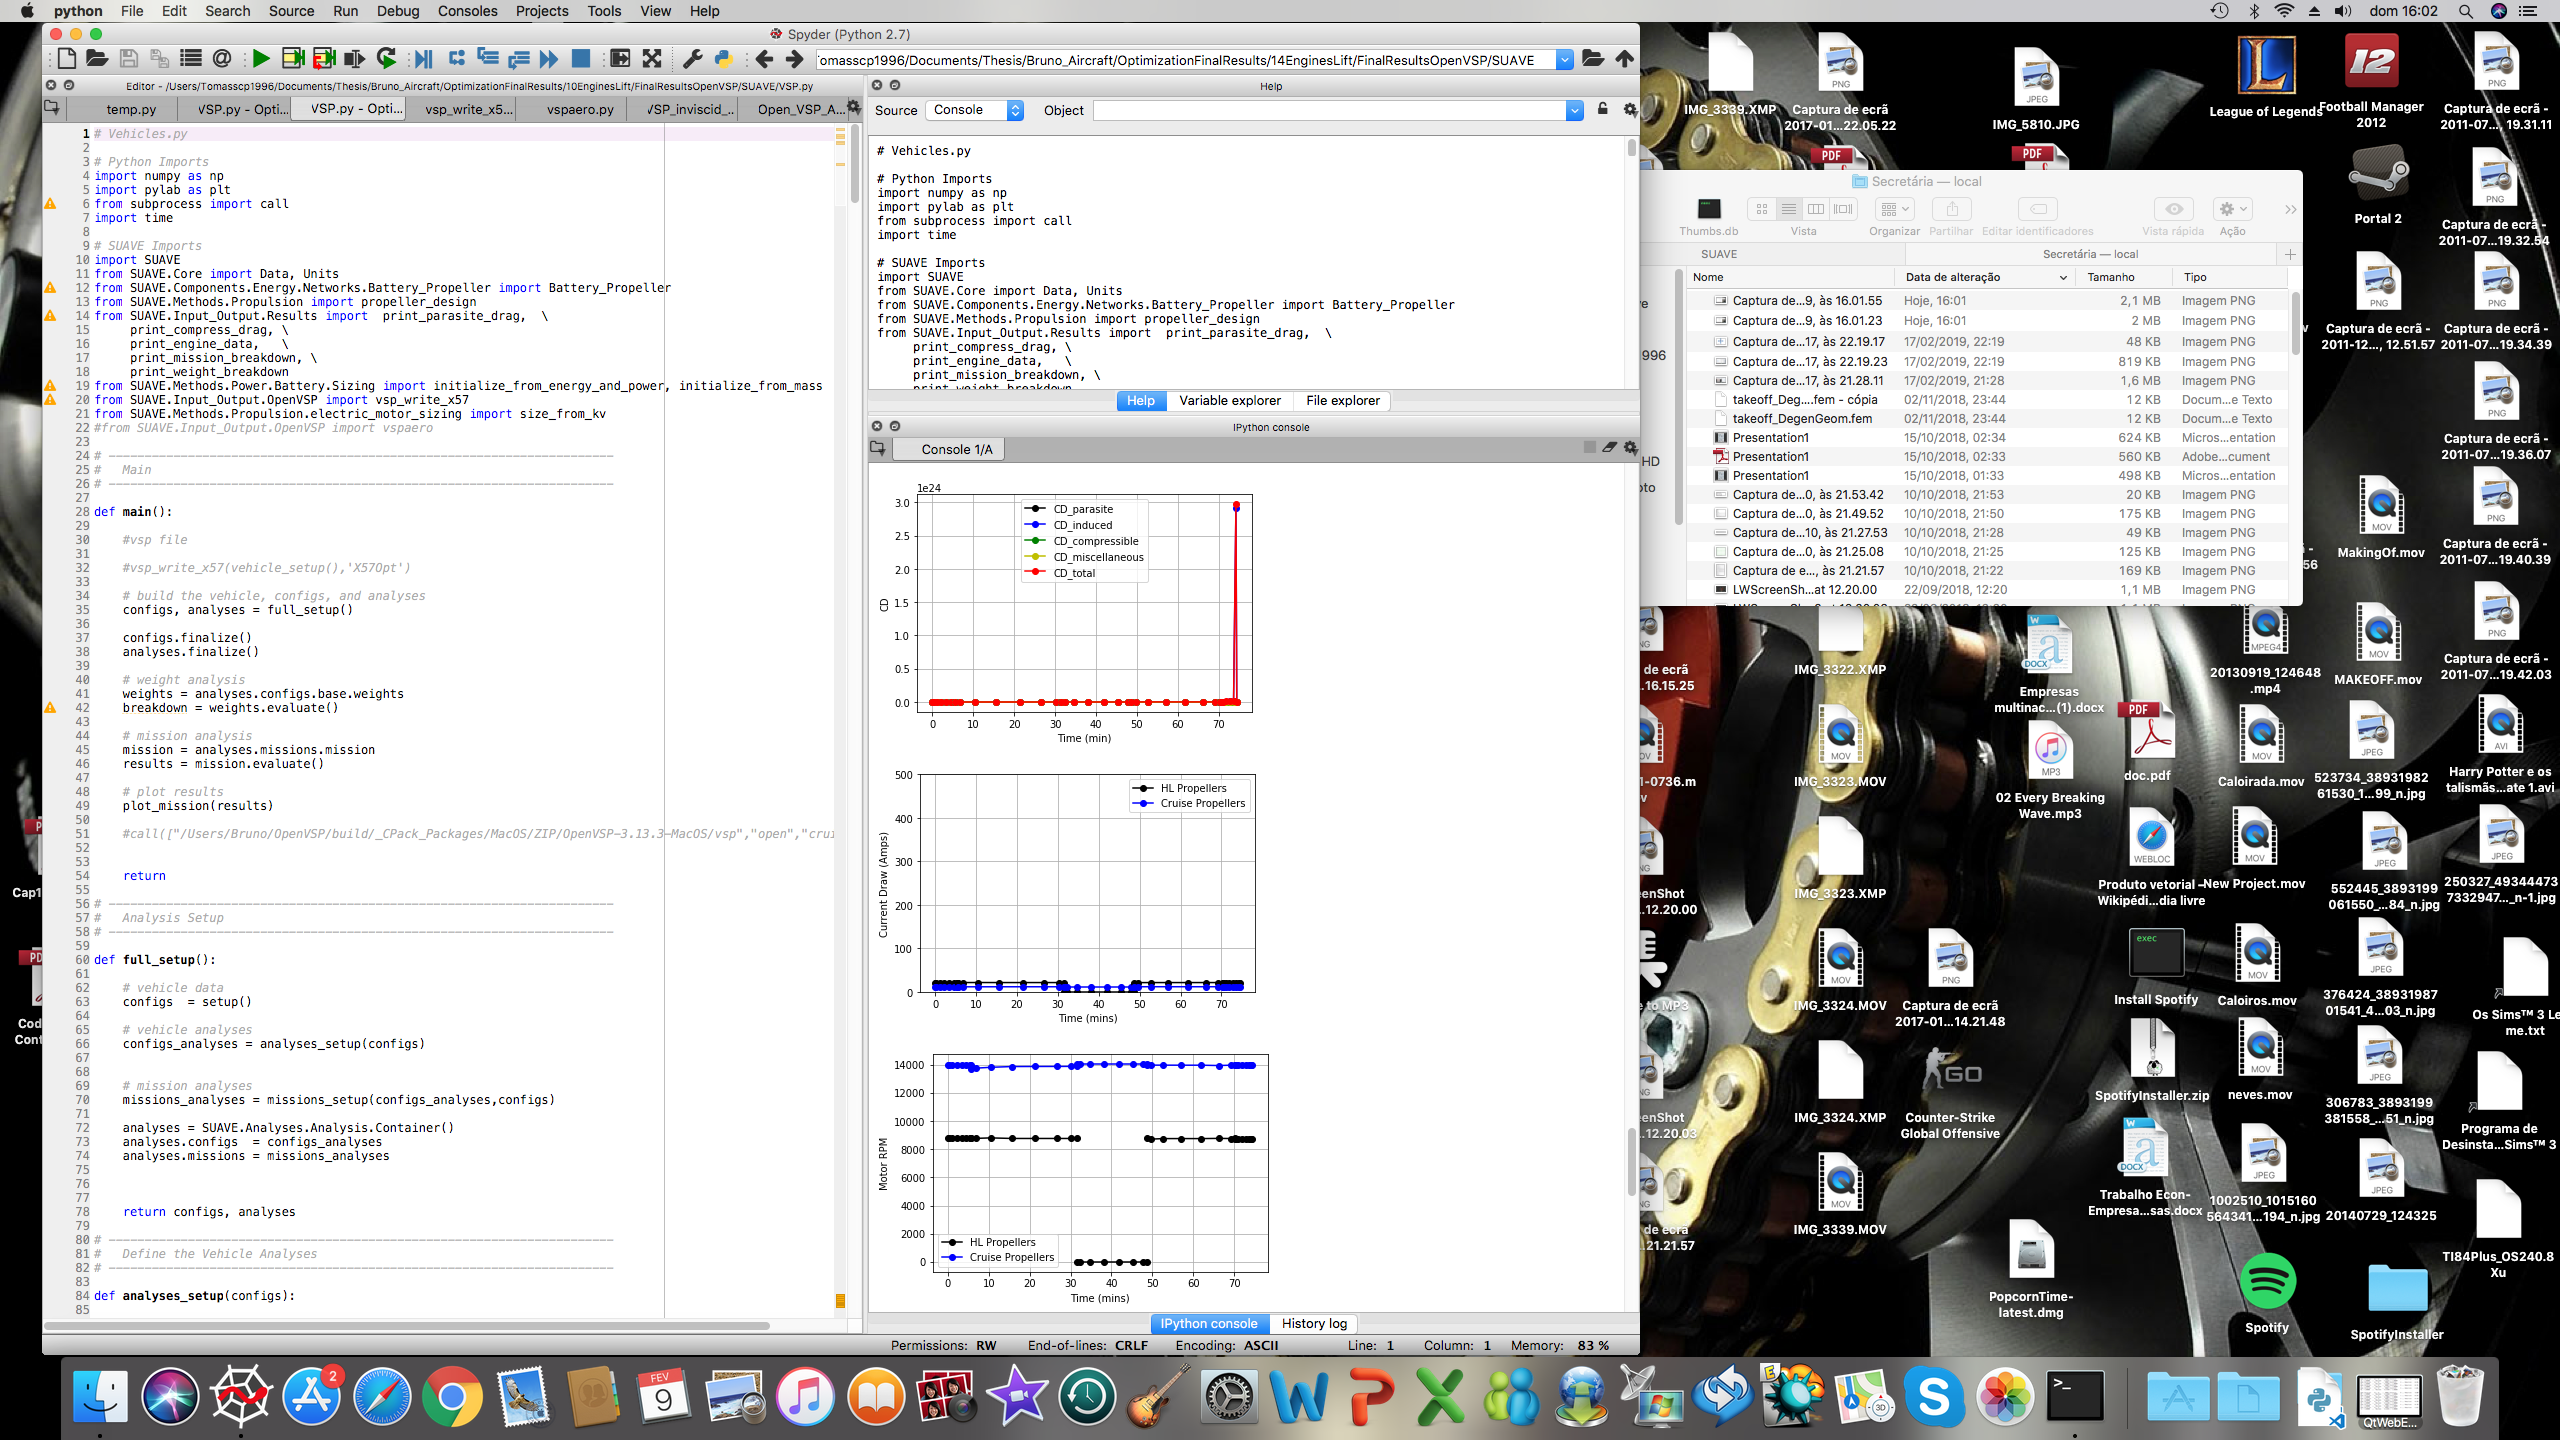 python File Edit Search Source Run Debug Consoles Projects Tools View Help
dom 16:02
Spyder (Python 2.7)
omasscp1996/Documents/Thesis/Bruno_Aircraft/OptimizationFinalResults/14EnginesLift/FinalResultsOpenVSP/SUAVE
Editor - /Users/Tomasscp1996/Documents/Thesis/Bruno_Aircraft/OptimizationFinalResults/10EnginesLift/FinalResultsOpenVSP/SUAVE/VSP.py
temp.py VSP.py - Opti... VSP.py - Opti... vsp_write_x5... vspaero.py /SP_inviscid_... Open_VSP_A...
1 # Vehicles.py
2
3 # Python Imports
4 import numpy as np
5 import pylab as plt
6 from subprocess import call
7 import time
8
9 # SUAVE Imports
10 import SUAVE
11 from SUAVE.Core import Data, Units
12 from SUAVE.Components.Energy.Networks.Battery_Propeller import Battery_Propeller
13 from SUAVE.Methods.Propulsion import propeller_design
14 from SUAVE.Input_Output.Results import  print_parasite_drag,  \
15      print_compress_drag, \
16      print_engine_data,   \
17      print_mission_breakdown, \
18      print_weight_breakdown
19 from SUAVE.Methods.Power.Battery.Sizing import initialize_from_energy_and_power, initialize_from_mass
20 from SUAVE.Input_Output.OpenVSP import vsp_write_x57
21 from SUAVE.Methods.Propulsion.electric_motor_sizing import size_from_kv
22 #from SUAVE.Input_Output.OpenVSP import vspaero
23
24 # ----------------------------------------------------------------------
25 #   Main
26 # ----------------------------------------------------------------------
27
28 def main():
29
30     #vsp file
31
32     #vsp_write_x57(vehicle_setup(),'X57Opt')
33
34     # build the vehicle, configs, and analyses
35     configs, analyses = full_setup()
36
37     configs.finalize()
38     analyses.finalize()
39
40     # weight analysis
41     weights = analyses.configs.base.weights
42     breakdown = weights.evaluate()
43
44     # mission analysis
45     mission = analyses.missions.mission
46     results = mission.evaluate()
47
48     # plot results
49     plot_mission(results)
50
51     #call(["/Users/Bruno/OpenVSP/build/_CPack_Packages/MacOS/ZIP/OpenVSP-3.13.3-MacOS/vsp","open","crui
52
53
54     return
55
56 # ----------------------------------------------------------------------
57 #   Analysis Setup
58 # ----------------------------------------------------------------------
59
60 def full_setup():
61
62     # vehicle data
63     configs  = setup()
64
65     # vehicle analyses
66     configs_analyses = analyses_setup(configs)
67
68
69     # mission analyses
70     missions_analyses = missions_setup(configs_analyses,configs)
71
72     analyses = SUAVE.Analyses.Analysis.Container()
73     analyses.configs  = configs_analyses
74     analyses.missions = missions_analyses
75
76
77
78     return configs, analyses
79
80 # ----------------------------------------------------------------------
81 #   Define the Vehicle Analyses
82 # ----------------------------------------------------------------------
83
84 def analyses_setup(configs):
85
Help
Source Console Object
# Vehicles.py
# Python Imports
import numpy as np
import pylab as plt
from subprocess import call
import time
# SUAVE Imports
import SUAVE
from SUAVE.Core import Data, Units
from SUAVE.Components.Energy.Networks.Battery_Propeller import Battery_Propeller
from SUAVE.Methods.Propulsion import propeller_design
from SUAVE.Input_Output.Results import  print_parasite_drag,  \
print_compress_drag, \
print_engine_data,   \
print_mission_breakdown, \
print_weight_breakdown
Help Variable explorer File explorer
IPython console
Console 1/A
1e24
3.0
2.5
2.0
1.5
1.0
0.5
0.0
CD
CD_parasite
CD_induced
CD_compressible
CD_miscellaneous
CD_total
0 10 20 30 40 50 60 70
Time (min)
500
400
300
200
100
0
Current Draw (Amps)
HL Propellers
Cruise Propellers
0 10 20 30 40 50 60 70
Time (mins)
14000
12000
10000
8000
6000
4000
2000
0
Motor RPM
HL Propellers
Cruise Propellers
0 10 20 30 40 50 60 70
Time (mins)
IPython console History log
Permissions: RW End-of-lines: CRLF Encoding: ASCII Line: 1 Column: 1 Memory: 83 %
Secretária — local
Thumbs.db Vista Organizar Partilhar Editar identificadores Vista rápida Ação
SUAVE Secretária — local
Nome Data de alteração Tamanho Tipo
Captura de...9, às 16.01.55 Hoje, 16:01 2,1 MB Imagem PNG
Captura de...9, às 16.01.23 Hoje, 16:01 2 MB Imagem PNG
Captura de...17, às 22.19.17 17/02/2019, 22:19 48 KB Imagem PNG
Captura de...17, às 22.19.23 17/02/2019, 22:19 819 KB Imagem PNG
Captura de...17, às 21.28.11 17/02/2019, 21:28 1,6 MB Imagem PNG
takeoff_Deg....fem - cópia 02/11/2018, 23:44 12 KB Docum...e Texto
takeoff_DegenGeom.fem 02/11/2018, 23:44 12 KB Docum...e Texto
Presentation1 15/10/2018, 02:34 624 KB Micros...entation
Presentation1 15/10/2018, 02:33 560 KB Adobe...cument
Presentation1 15/10/2018, 01:33 498 KB Micros...entation
Captura de...0, às 21.53.42 10/10/2018, 21:53 20 KB Imagem PNG
Captura de...0, às 21.49.52 10/10/2018, 21:50 175 KB Imagem PNG
Captura de...10, às 21.27.53 10/10/2018, 21:28 49 KB Imagem PNG
Captura de...0, às 21.25.08 10/10/2018, 21:25 125 KB Imagem PNG
Captura de e..., às 21.21.57 10/10/2018, 21:22 169 KB Imagem PNG
LWScreenSh...at 12.20.00 22/09/2018, 12:20 1,1 MB Imagem PNG
IMG_3339.XMP
Captura de ecrã
2017-01...22.05.22
IMG_5810.JPG
League of Legends
Football Manager
2012
Captura de ecrã -
2011-07..., 19.31.11
Portal 2
Captura de ecrã -
2011-07...19.32.54
Captura de ecrã -
2011-12..., 12.51.57
Captura de ecrã -
2011-07...19.34.39
Captura de ecrã -
2011-07...19.36.07
MakingOf.mov
Captura de ecrã -
2011-07...19.40.39
IMG_3322.XMP
Empresas
multinac...(1).docx
20130919_124648
.mp4
MAKEOFF.mov
Captura de ecrã -
2011-07...19.42.03
IMG_3323.MOV
02 Every Breaking
Wave.mp3
doc.pdf
Caloirada.mov
523734_38931982
61530_1...99_n.jpg
Harry Potter e os
talismãs...ate 1.avi
IMG_3323.XMP
Produto vetorial –
Wikipédi...dia livre
New Project.mov
552445_3893199
061550_...84_n.jpg
250327_49344473
7332947..._n-1.jpg
IMG_3324.MOV
Captura de ecrã
2017-01...14.21.48
Install Spotify
Caloiros.mov
376424_38931987
01541_4...03_n.jpg
Os Sims™ 3 Le
me.txt
IMG_3324.XMP
Counter-Strike
Global Offensive
SpotifyInstaller.zip
neves.mov
306783_3893199
381558_...51_n.jpg
Programa de
Desinsta...Sims™ 3
IMG_3339.MOV
Trabalho Econ-
Empresa...sas.docx
1002510_1015160
564341...194_n.jpg
20140729_124325
TI84Plus_OS240.8
Xu
PopcornTime-
latest.dmg
Spotify
SpotifyInstaller
FEV
9
QtWebE...